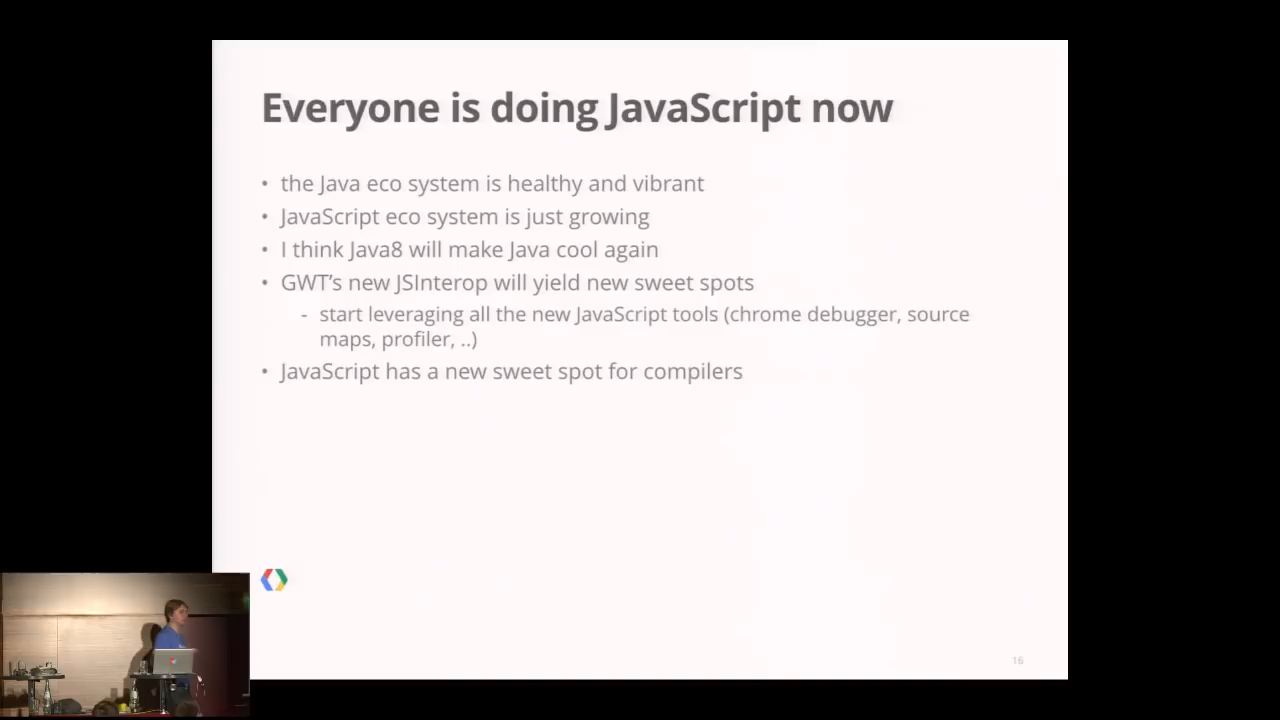 Everyone is doing JavaScript now
• the Java eco system is healthy and vibrant
• JavaScript eco system is just growing
• I think Java8 will make Java cool again
• GWT’s new JSInterop will yield new sweet spots
- start leveraging all the new JavaScript tools (chrome debugger, source
maps, profiler, ..)
• JavaScript has a new sweet spot for compilers
16